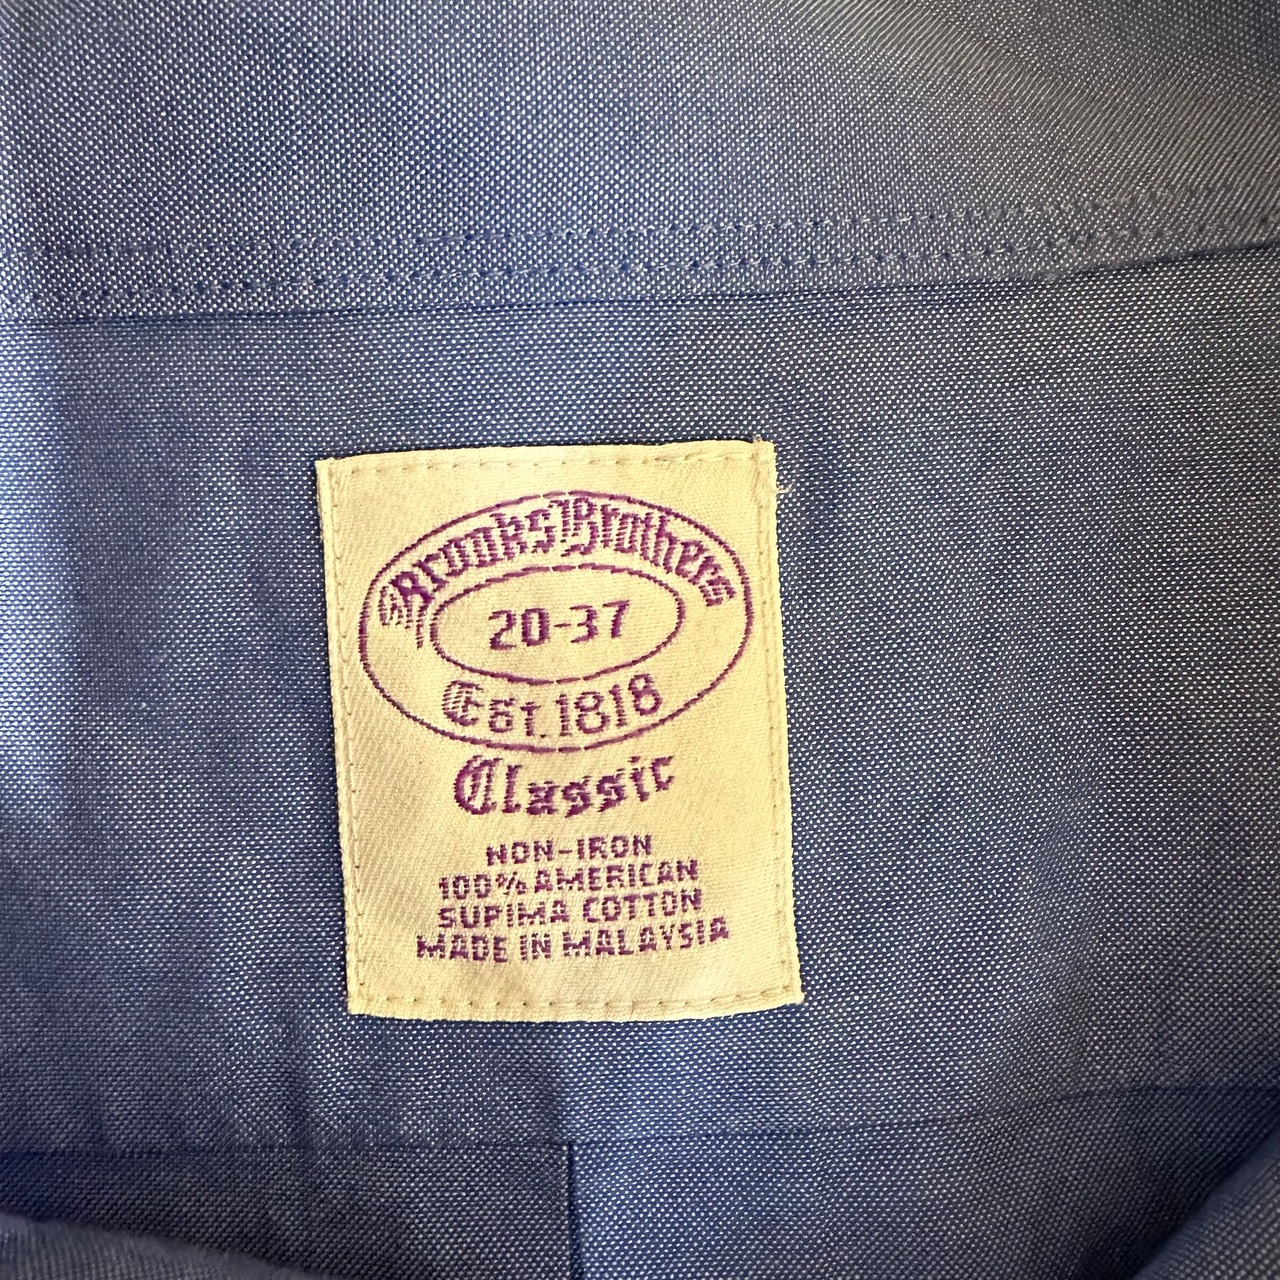 Brooks Brothers
20-37
Est. 1818
Classic
NON-IRON
100% AMERICAN
SUPIMA COTTON
MADE IN MALAYSIA